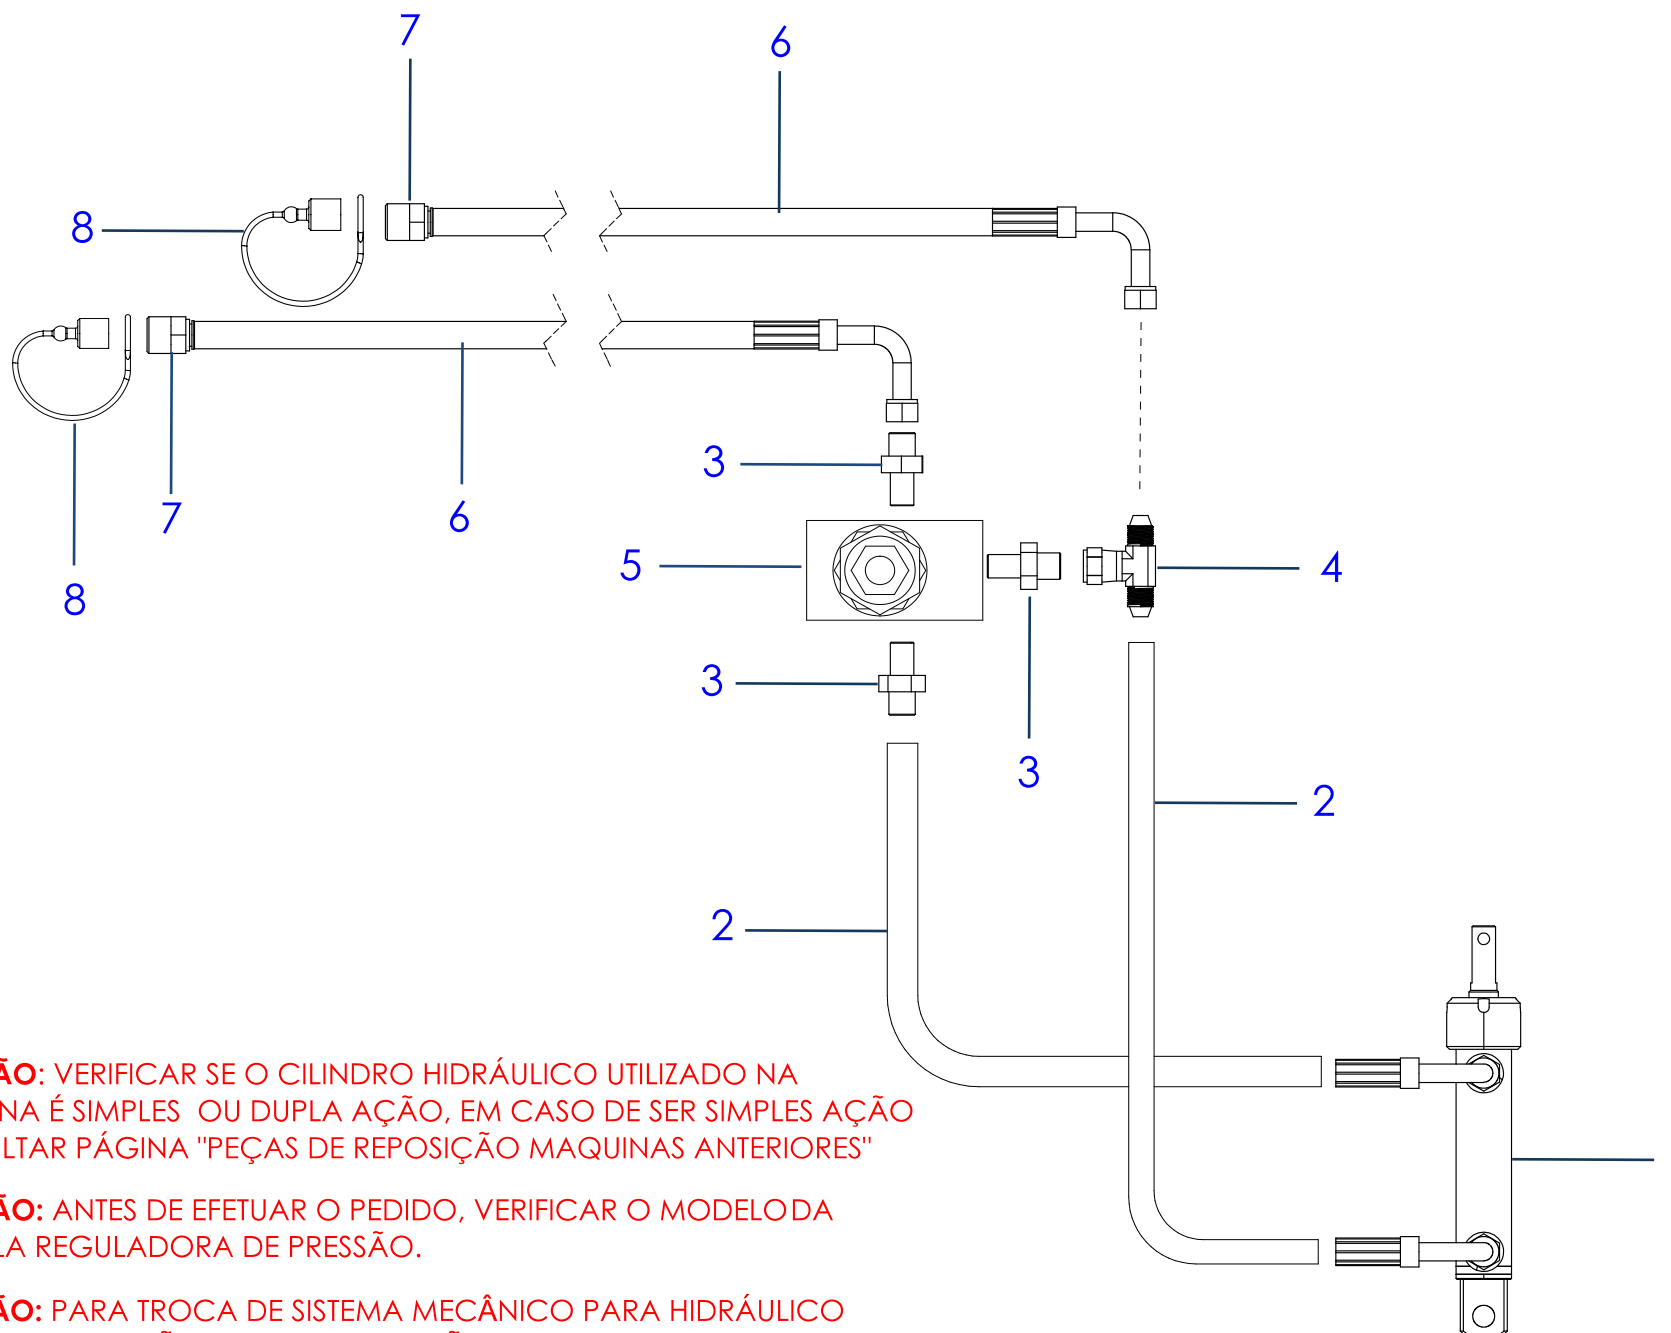 7
6
8
3
7
6
5
4
8
3
3
2
2
ÃO: VERIFICAR SE O CILINDRO HIDRÁULICO UTILIZADO NA
NA É SIMPLES OU DUPLA AÇÃO, EM CASO DE SER SIMPLES AÇÃO
LTAR PÁGINA "PEÇAS DE REPOSIÇÃO MAQUINAS ANTERIORES"
ÃO: ANTES DE EFETUAR O PEDIDO, VERIFICAR O MODELO DA
LA REGULADORA DE PRESSÃO.
ÃO: PARA TROCA DE SISTEMA MECÂNICO PARA HIDRÁULICO